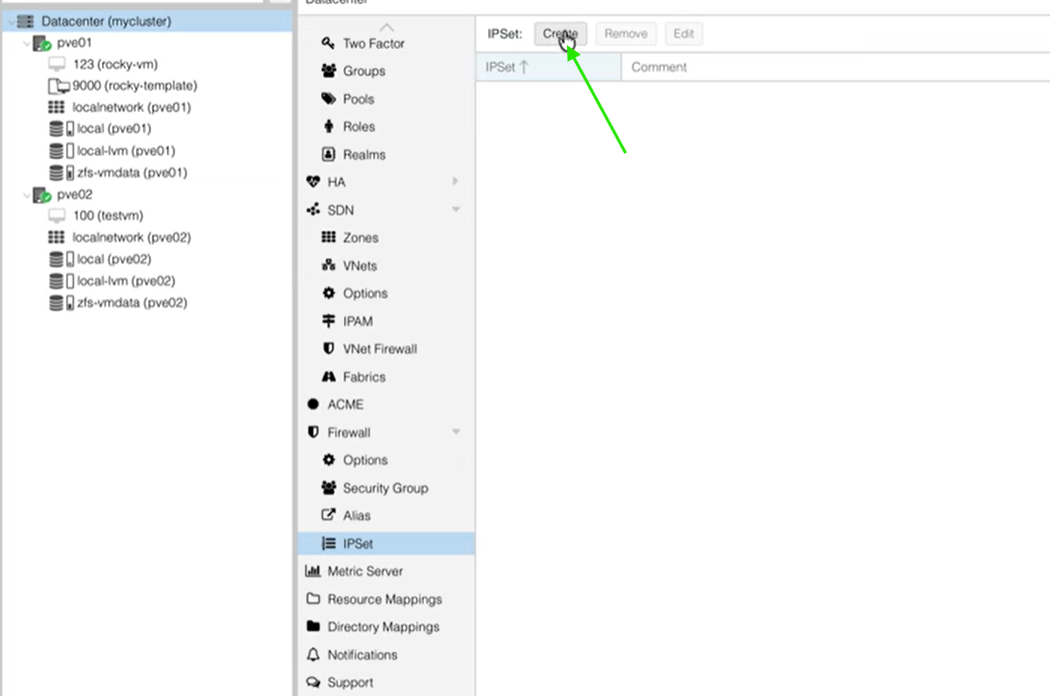 Datacenter
Datacenter (mycluster)
pve01
123 (rocky-vm)
9000 (rocky-template)
localnetwork (pve01)
local (pve01)
local-lvm (pve01)
zfs-vmdata (pve01)
pve02
100 (testvm)
localnetwork (pve02)
local (pve02)
local-lvm (pve02)
zfs-vmdata (pve02)
Two Factor
Groups
Pools
Roles
Realms
HA
SDN
Zones
VNets
Options
IPAM
VNet Firewall
Fabrics
ACME
Firewall
Options
Security Group
Alias
IPSet
Metric Server
Resource Mappings
Directory Mappings
Notifications
Support
IPSet: Create Remove Edit
IPSet Comment